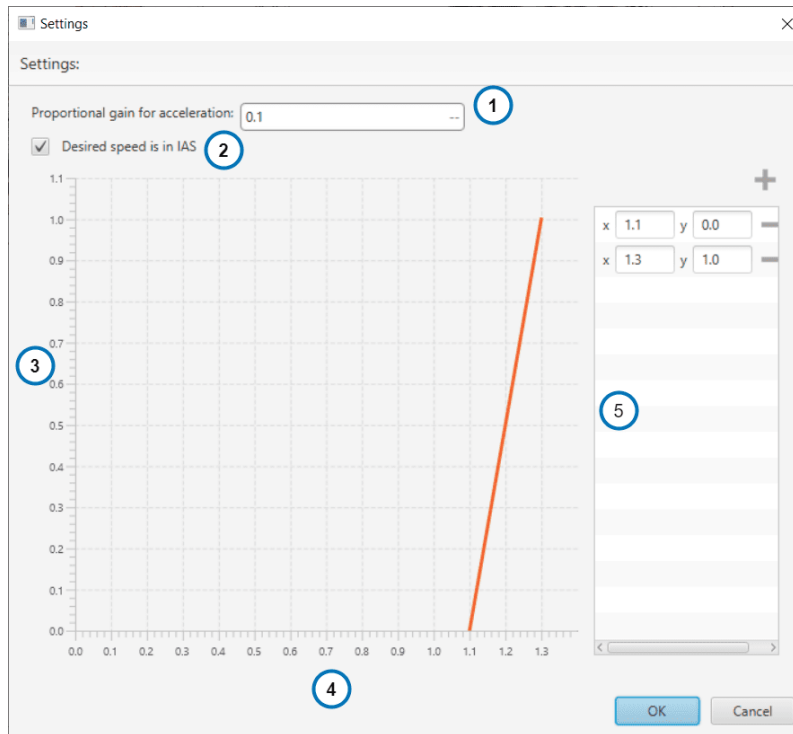 Settings
Settings:
Proportional gain for acceleration: 0.1 --
1
Desired speed is in IAS
2
1.1
1.0
0.9
0.8
0.7
0.6
0.5
0.4
0.3
0.2
0.1
0.0
3
0.0 0.1 0.2 0.3 0.4 0.5 0.6 0.7 0.8 0.9 1.0 1.1 1.2 1.3
4
x 1.1 y 0.0
x 1.3 y 1.0
5
OK Cancel